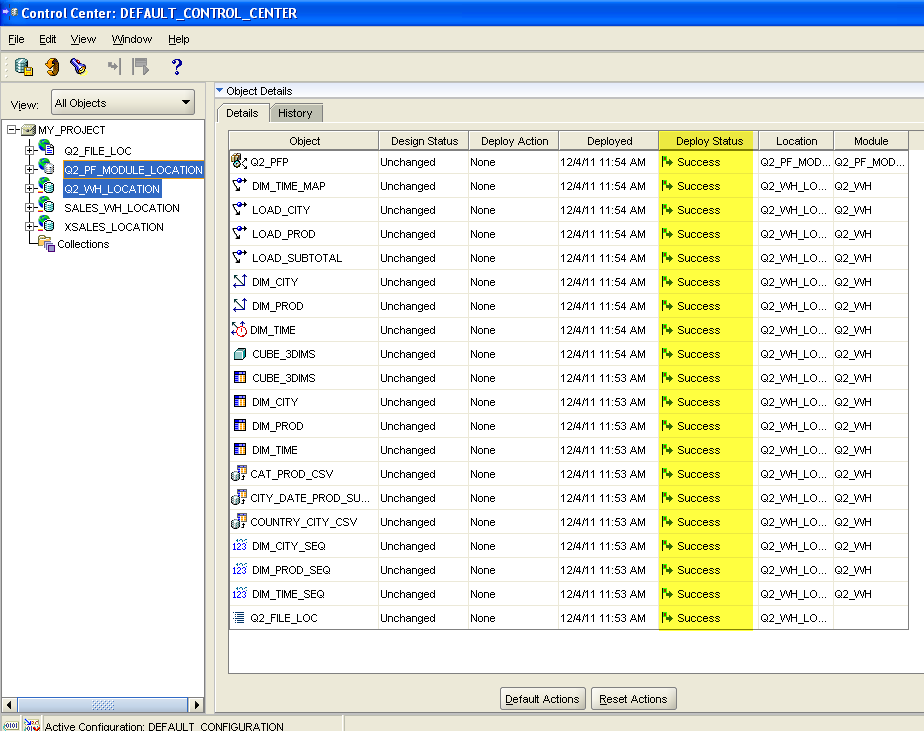 Control Center: DEFAULT_CONTROL_CENTER
File Edit View Window Help
View: All Objects
MY_PROJECT
Q2_FILE_LOC
Q2_PF_MODULE_LOCATION
Q2_WH_LOCATION
SALES_WH_LOCATION
XSALES_LOCATION
Collections
Object Details
Details History
Object Design Status Deploy Action Deployed Deploy Status Location Module
Q2_PFP Unchanged None 12/4/11 11:54 AM Success Q2_PF_MOD... Q2_PF_MOD...
DIM_TIME_MAP Unchanged None 12/4/11 11:54 AM Success Q2_WH_LO... Q2_WH
LOAD_CITY Unchanged None 12/4/11 11:54 AM Success Q2_WH_LO... Q2_WH
LOAD_PROD Unchanged None 12/4/11 11:54 AM Success Q2_WH_LO... Q2_WH
LOAD_SUBTOTAL Unchanged None 12/4/11 11:54 AM Success Q2_WH_LO... Q2_WH
DIM_CITY Unchanged None 12/4/11 11:54 AM Success Q2_WH_LO... Q2_WH
DIM_PROD Unchanged None 12/4/11 11:54 AM Success Q2_WH_LO... Q2_WH
DIM_TIME Unchanged None 12/4/11 11:54 AM Success Q2_WH_LO... Q2_WH
CUBE_3DIMS Unchanged None 12/4/11 11:54 AM Success Q2_WH_LO... Q2_WH
CUBE_3DIMS Unchanged None 12/4/11 11:53 AM Success Q2_WH_LO... Q2_WH
DIM_CITY Unchanged None 12/4/11 11:53 AM Success Q2_WH_LO... Q2_WH
DIM_PROD Unchanged None 12/4/11 11:53 AM Success Q2_WH_LO... Q2_WH
DIM_TIME Unchanged None 12/4/11 11:53 AM Success Q2_WH_LO... Q2_WH
CAT_PROD_CSV Unchanged None 12/4/11 11:53 AM Success Q2_WH_LO... Q2_WH
CITY_DATE_PROD_SU... Unchanged None 12/4/11 11:53 AM Success Q2_WH_LO... Q2_WH
COUNTRY_CITY_CSV Unchanged None 12/4/11 11:53 AM Success Q2_WH_LO... Q2_WH
123 DIM_CITY_SEQ Unchanged None 12/4/11 11:53 AM Success Q2_WH_LO... Q2_WH
123 DIM_PROD_SEQ Unchanged None 12/4/11 11:53 AM Success Q2_WH_LO... Q2_WH
123 DIM_TIME_SEQ Unchanged None 12/4/11 11:53 AM Success Q2_WH_LO... Q2_WH
Q2_FILE_LOC Unchanged None 12/4/11 11:53 AM Success Q2_WH_LO...
Default Actions Reset Actions
Active Configuration: DEFAULT_CONFIGURATION